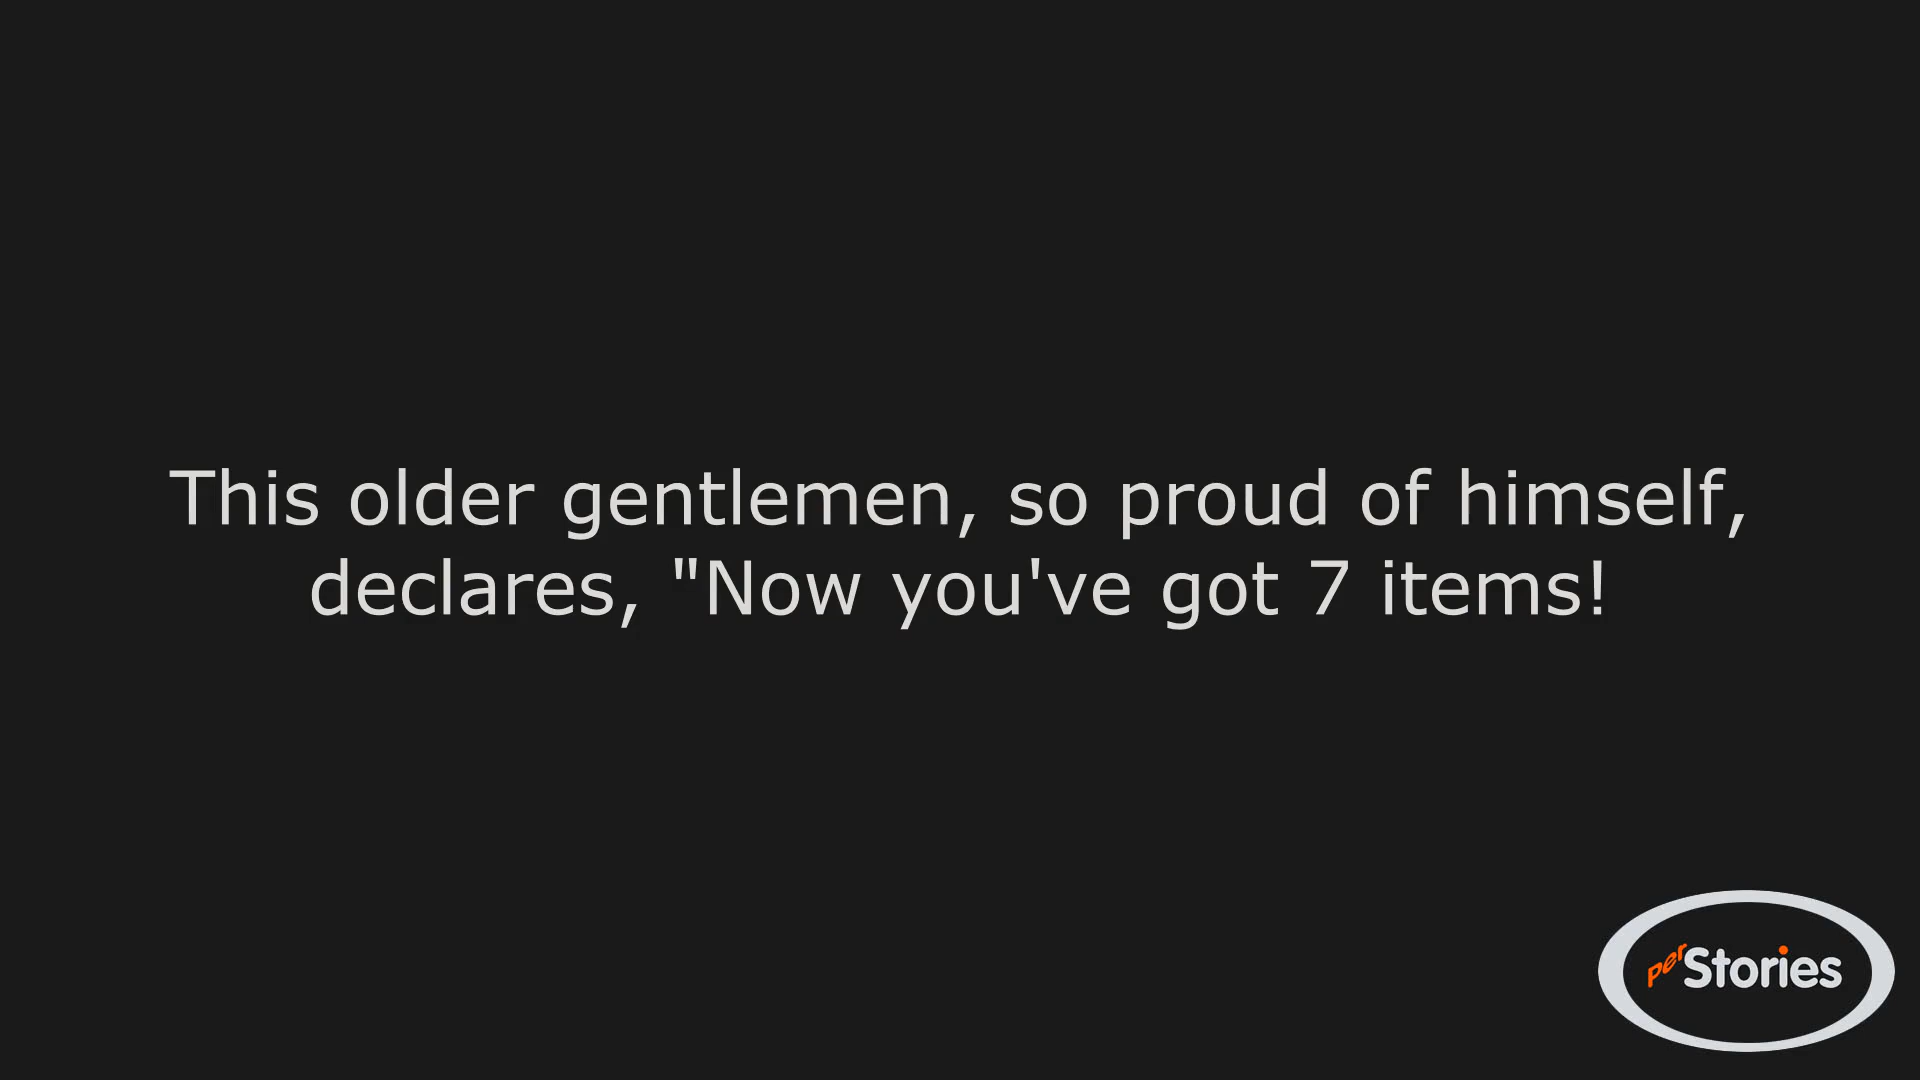 This older gentlemen, so proud of himself,
declares, "Now you've got 7 items!
perStories